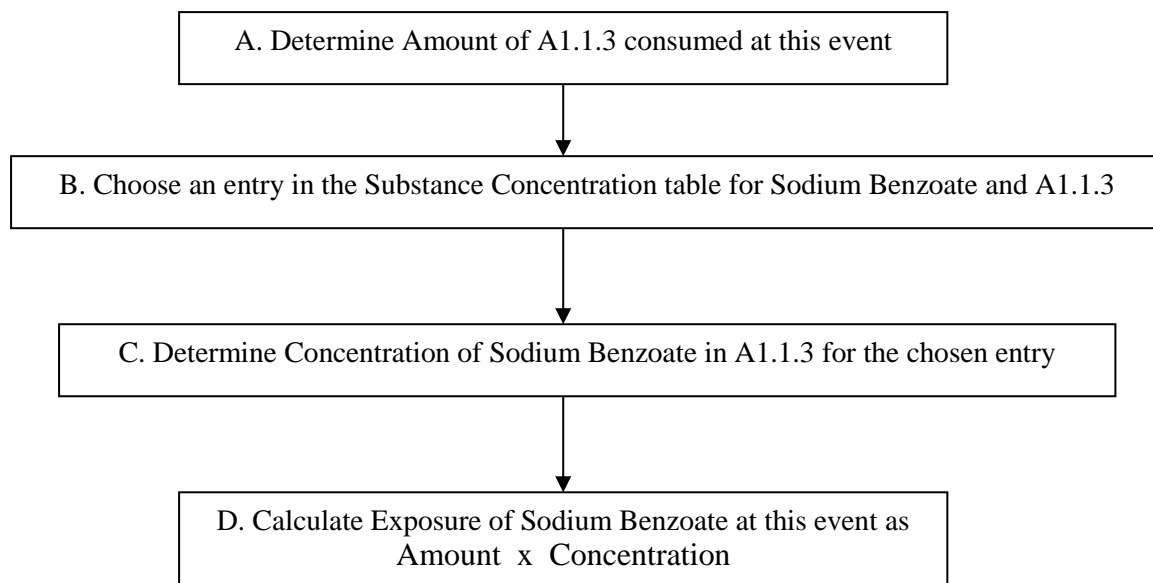 A. Determine Amount of A1.1.3 consumed at this event
B. Choose an entry in the Substance Concentration table for Sodium Benzoate and A1.1.3
C. Determine Concentration of Sodium Benzoate in A1.1.3 for the chosen entry
D. Calculate Exposure of Sodium Benzoate at this event as
Amount x Concentration